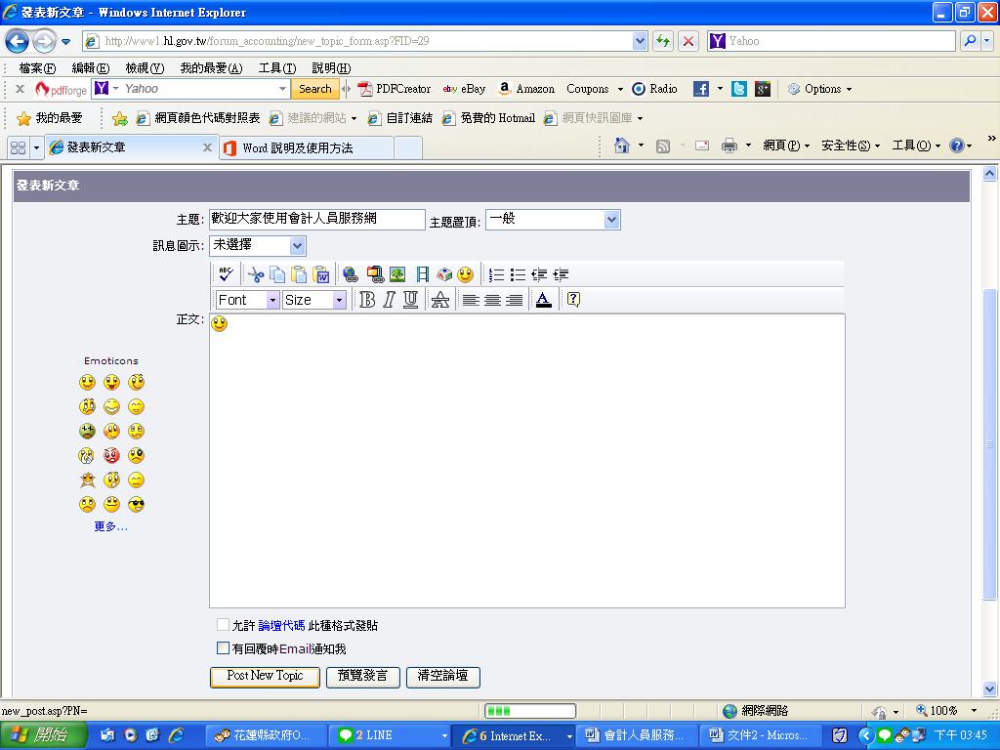 發表新文章 - Windows Internet Explorer
http://www1.hl.gov.tw/forum_accounting/new_topic_form.asp?FID=29
Yahoo
檔案(F) 編輯(E) 檢視(V) 我的最愛(A) 工具(T) 說明(H)
pdfforge Yahoo Search PDFCreator eBay Amazon Coupons Radio Options
我的最愛 網頁顏色代碼對照表 建議的網站 自訂連結 免費的 Hotmail 網頁快訊圖庫
發表新文章 Word 說明及使用方法 網頁(P) 安全性(S) 工具(O) »
發表新文章
主題: 歡迎大家使用會計人員服務網 主題置頂: 一般
訊息圖示: 未選擇
ABC
Font Size B I U A A ?
正文:
Emoticons
更多...
允許 論壇代碼 此種格式發貼
有回覆時Email通知我
Post New Topic 預覽發言 清空論壇
new_post.asp?PN= 網際網路 100%
開始 花蓮縣政府O... 2 LINE 6 Internet Ex... 會計人員服務... 文件2 - Micros... 下午 03:45